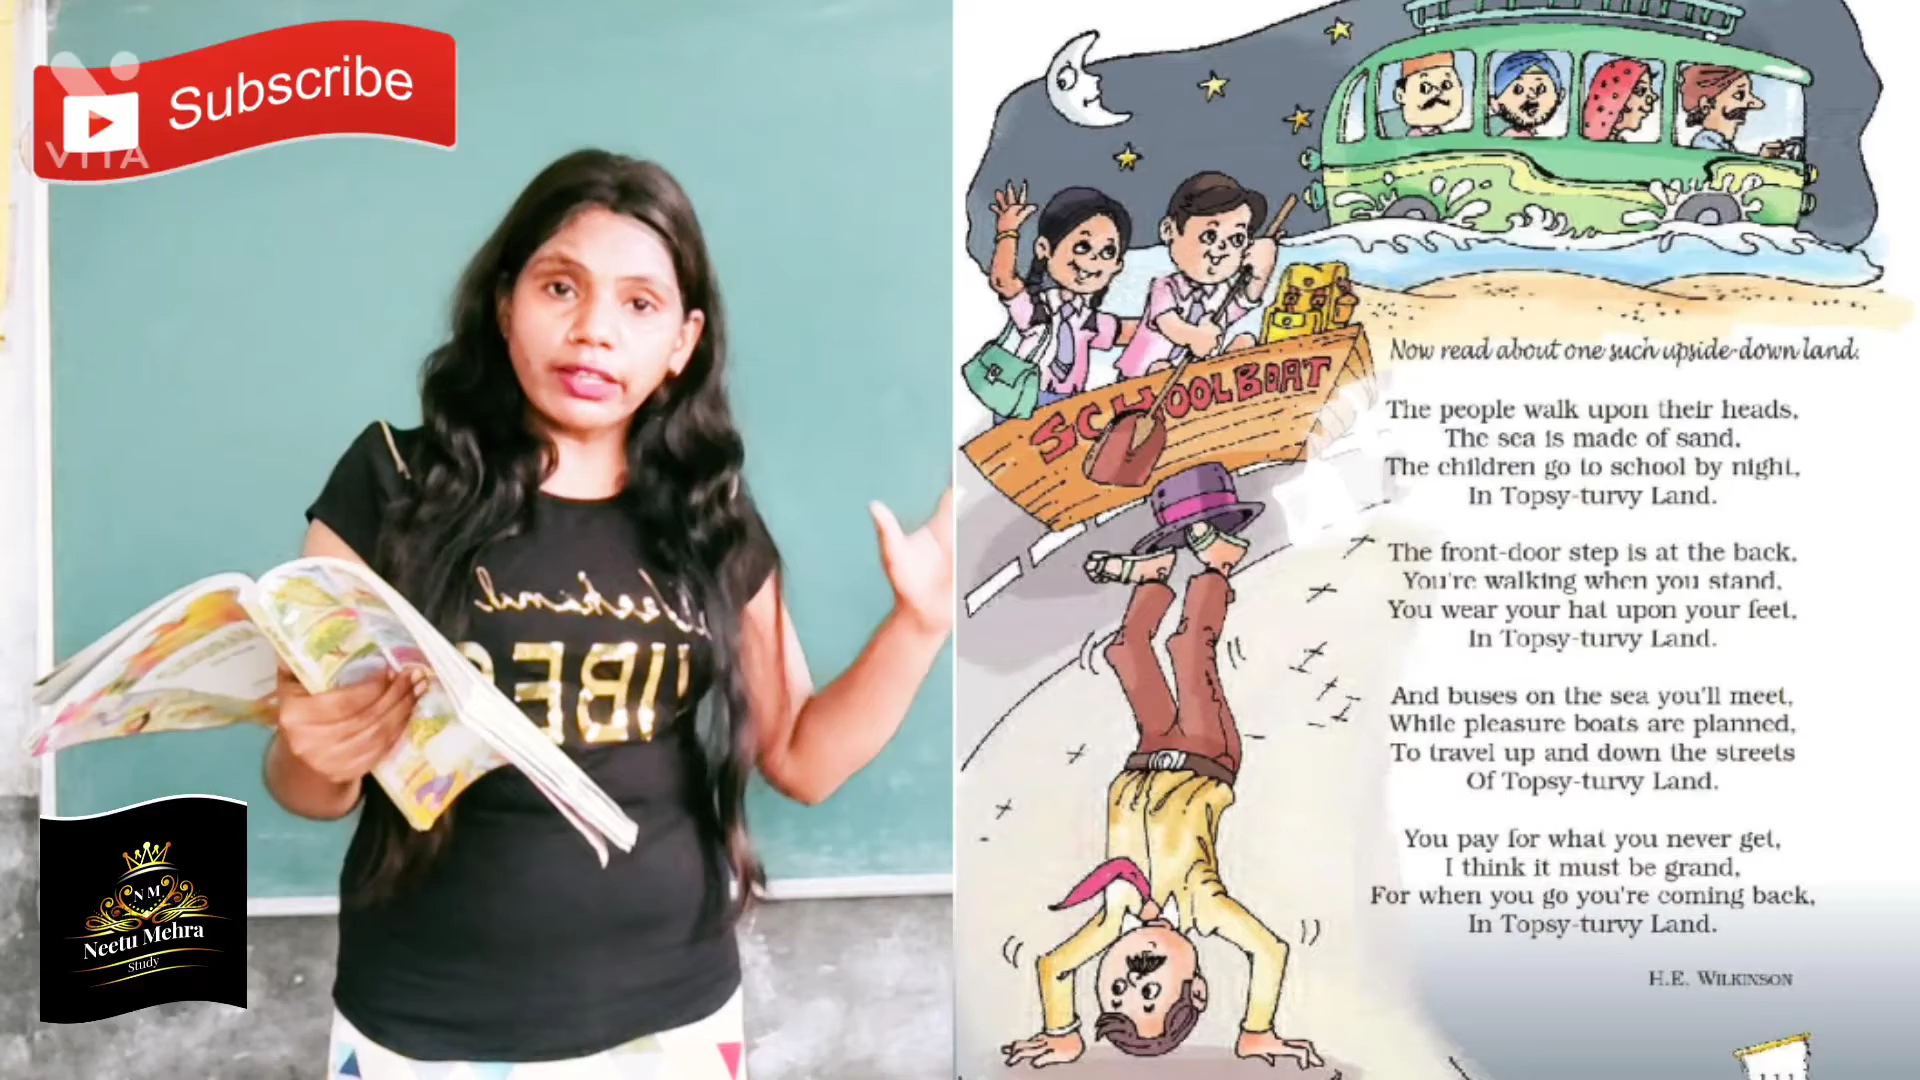 Subscribe
VITA
Weekend
VIBES
N M
Neetu Mehra
Study
SCHOOL BOAT
Now read about one such upside-down land.
The people walk upon their heads,
The sea is made of sand,
The children go to school by night,
In Topsy-turvy Land.
The front-door step is at the back,
You're walking when you stand,
You wear your hat upon your feet,
In Topsy-turvy Land.
And buses on the sea you'll meet,
While pleasure boats are planned,
To travel up and down the streets
Of Topsy-turvy Land.
You pay for what you never get,
I think it must be grand,
For when you go you're coming back,
In Topsy-turvy Land.
H.E. WILKINSON